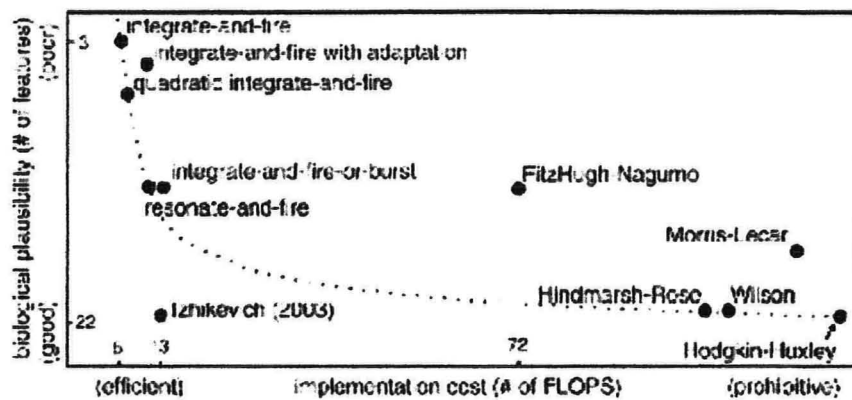 integrate-and-fire
3
integrate-and-fire with adaptation
quadratic integrate-and-fire
integrate-and-fire-or-burst
FitzHugh-Nagumo
resonate-and-fire
Morris-Lecar
Izhikevich (2003)
Hindmarsh-Rose
Wilson
22
5
13
72
Hodgkin-Huxley
(efficient)
implementation cost (# of FLOPS)
(prohibitive)
biological plausibility (# of features)
(good)
(poor)